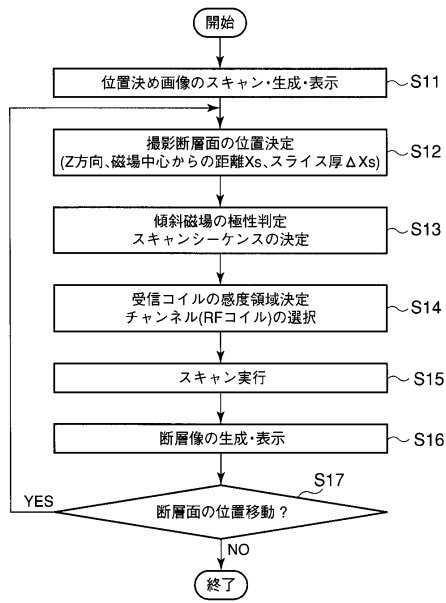 開始
位置決め画像のスキャン・生成・表示
S11
撮影断層面の位置決定
(Z方向、磁場中心からの距離Xs、スライス厚ΔXs)
S12
傾斜磁場の極性判定
スキャンシーケンスの決定
S13
受信コイルの感度領域決定
チャンネル(RFコイル)の選択
S14
スキャン実行
S15
断層像の生成・表示
S16
S17
YES
断層面の位置移動?
NO
終了